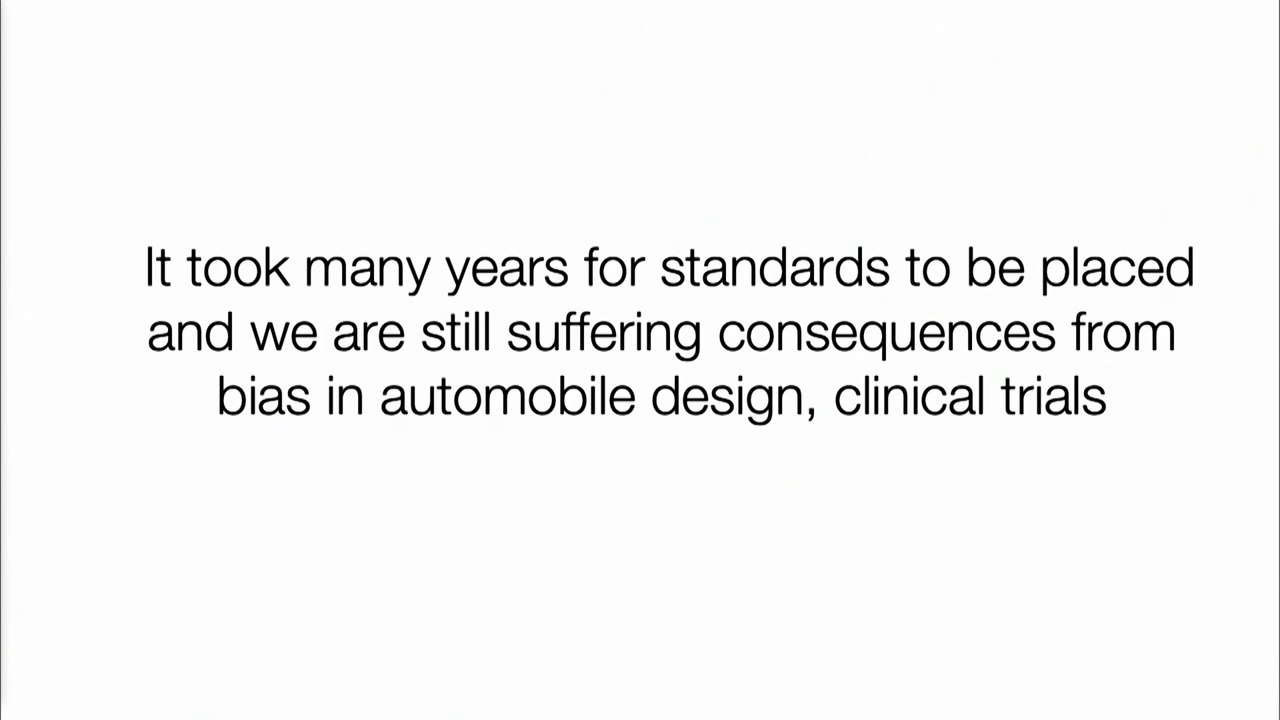 It took many years for standards to be placed
and we are still suffering consequences from
bias in automobile design, clinical trials